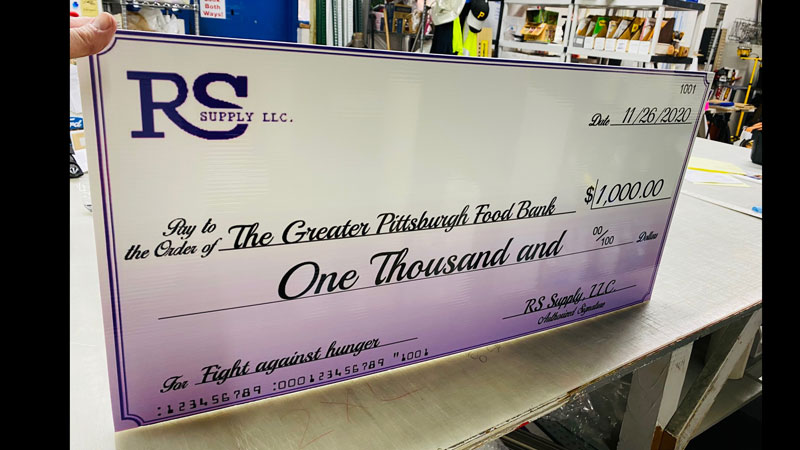 Both
Ways!
1001
RS
SUPPLY LLC.
Date 11/26/2020
Pay to
the Order of The Greater Pittsburgh Food Bank $ 1,000.00
One Thousand and 00/100 Dollars
RS Supply, LLC.
Authorized Signature
For Fight against hunger
:123456789 :000123456789 "1001